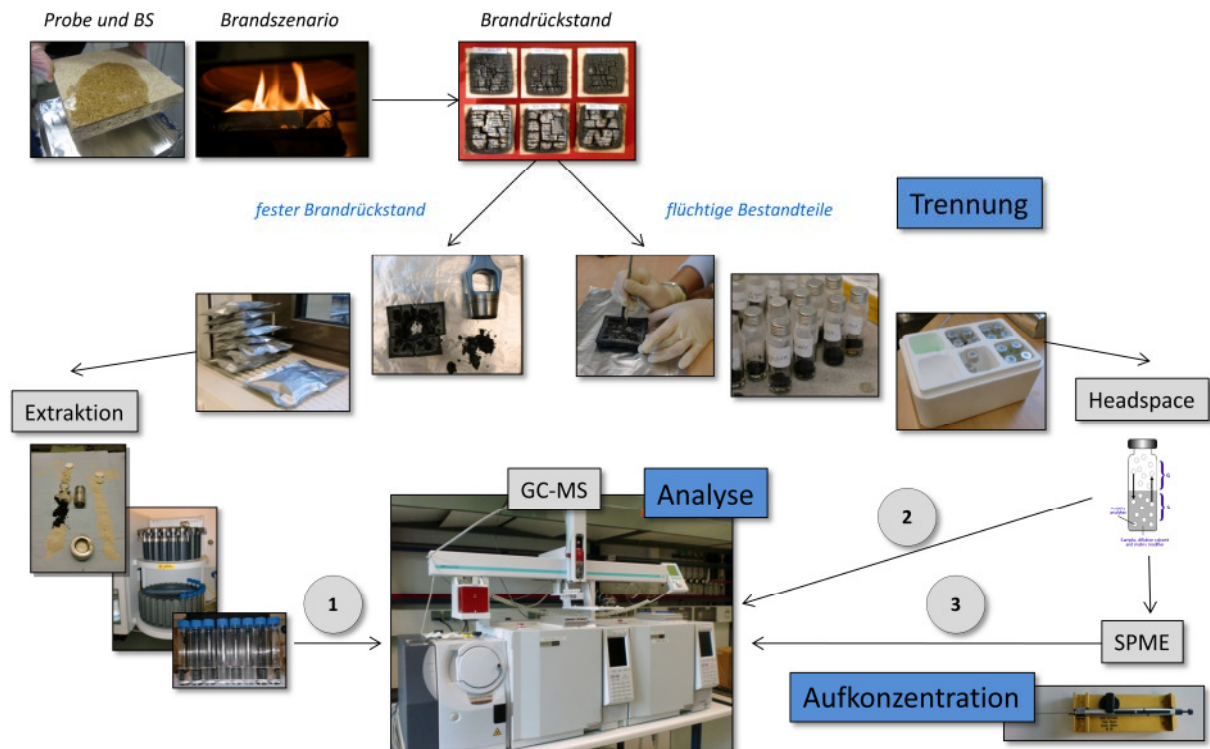 Probe und BS
Brandszenario
Brandrückstand
fester Brandrückstand
flüchtige Bestandteile
Trennung
Extraktion
Headspace
GC-MS
Analyse
G
2
1
3
SPME
Aufkonzentration